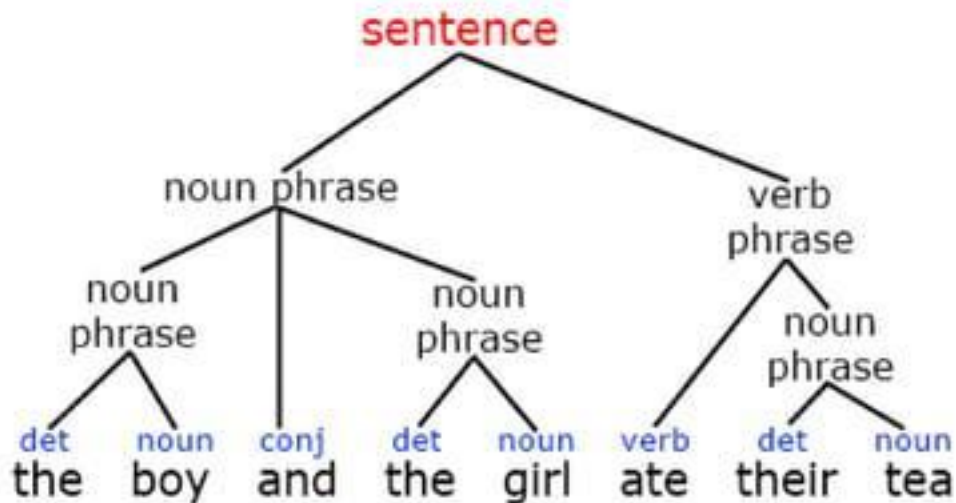 sentence
noun phrase
verb
phrase
noun
phrase
noun
phrase
noun
phrase
det noun conj det noun verb det noun
the boy and the girl ate their tea